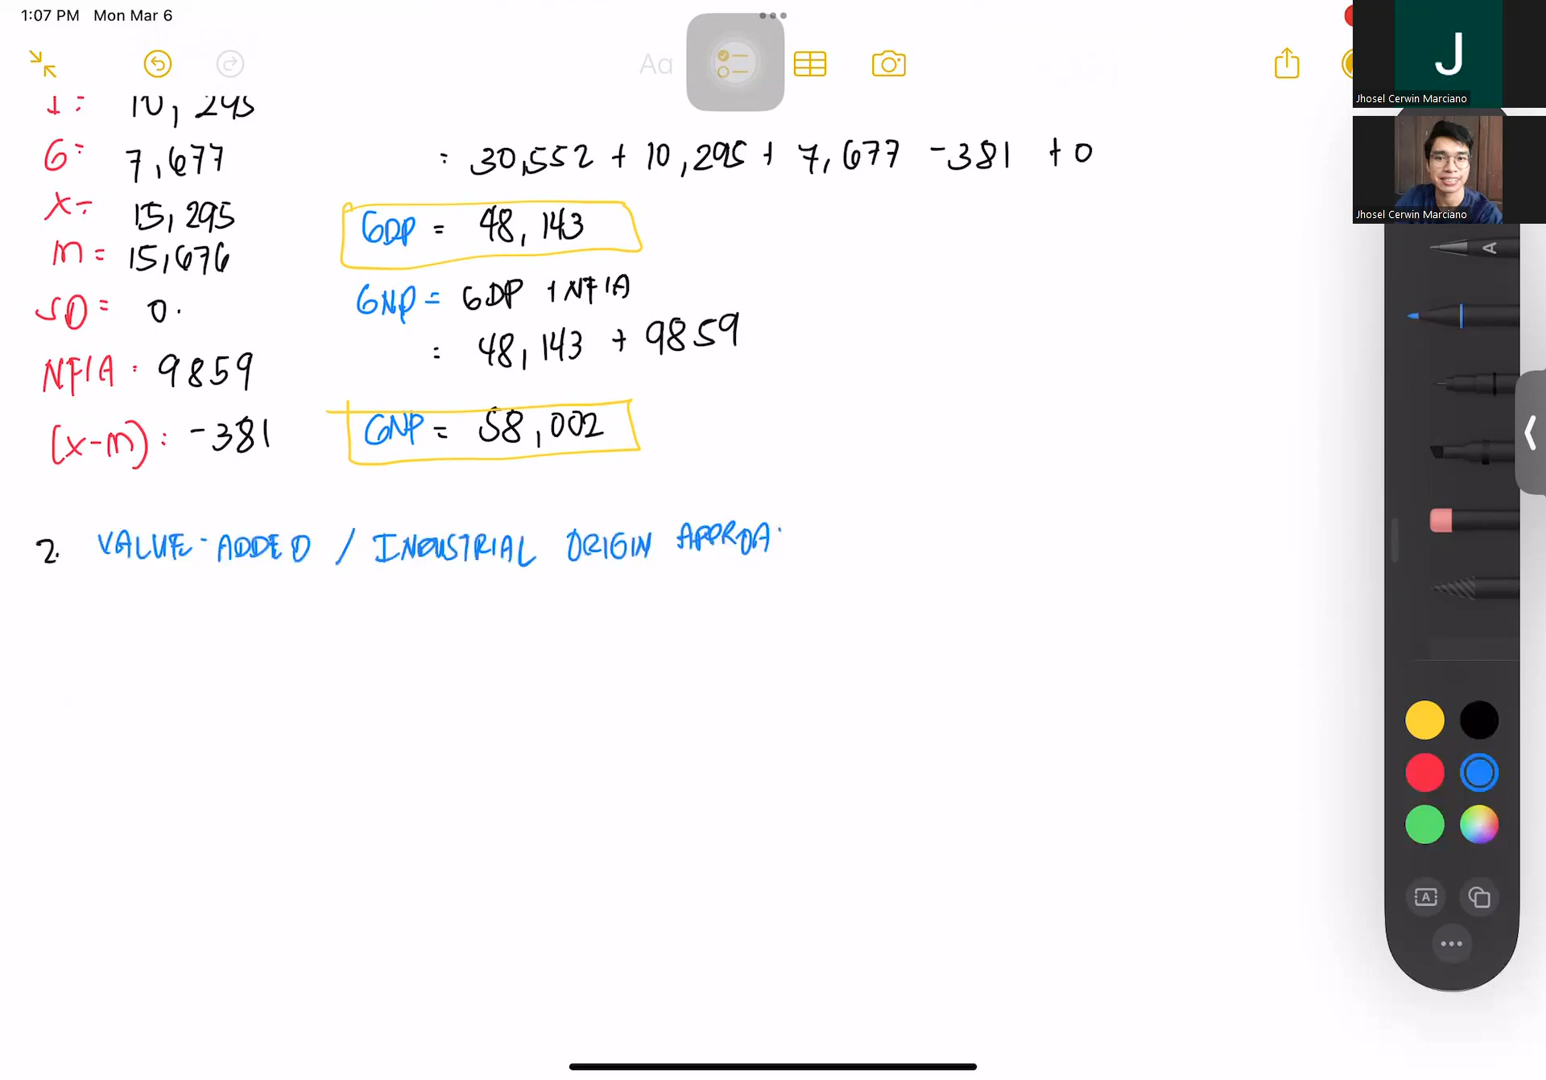 1:07 PM Mon Mar 6
Aa
J
Jhosel Cerwin Marciano
Jhosel Cerwin Marciano
I: 10,295
G: 7,677
= 30,552 + 10,295 + 7,677 -381 +0
X= 15,295
GDP = 48,143
m = 15,676
GNP = GDP + NFIA
SD = 0.
= 48,143 + 9859
NFIA: 9859
(X-m): -381
GNP = 58,002
2. VALUE-ADDED / INDUSTRIAL ORIGIN APPROA
A
A